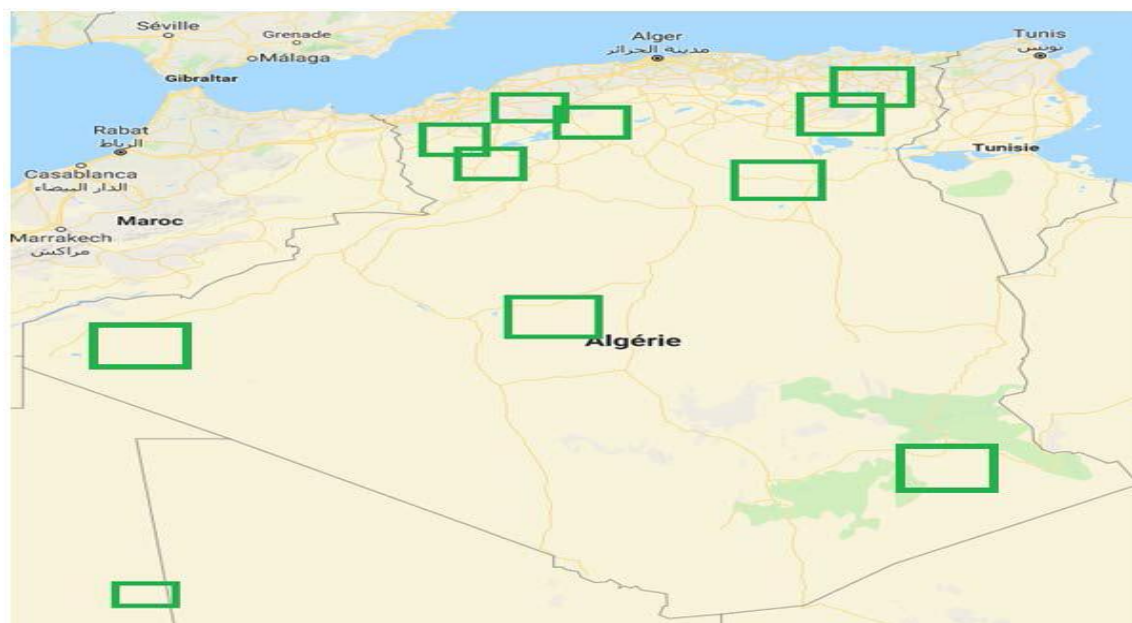 Séville
Grenade
Málaga
Gibraltar
Alger
مدينة الجزائر
Tunis
تونس
Rabat
الرباط
Casablanca
الدار البيضاء
Tunisie
Maroc
Marrakech
مراكش
Algérie